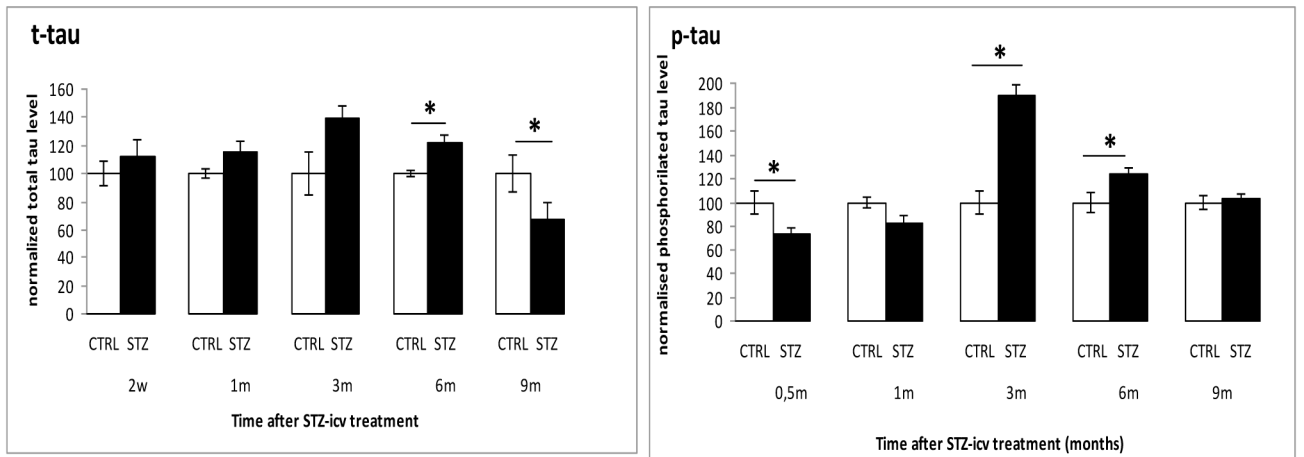 t-tau
normalized total tau level
160
140
120
100
80
60
40
20
0
*
*
CTRL STZ CTRL STZ CTRL STZ CTRL STZ CTRL STZ
2w 1m 3m 6m 9m
Time after STZ-icv treatment
p-tau
normalised phosphorilated tau level
200
180
160
140
120
100
80
60
40
20
0
*
*
*
CTRL STZ CTRL STZ CTRL STZ CTRL STZ CTRL STZ
0,5m 1m 3m 6m 9m
Time after STZ-icv treatment (months)